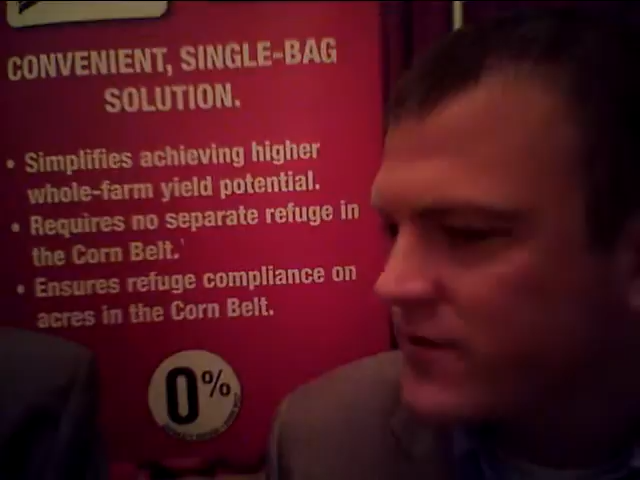 CONVENIENT, SINGLE-BAG
SOLUTION.
• Simplifies achieving higher
whole-farm yield potential.
• Requires no separate refuge in
the Corn Belt.¹
• Ensures refuge compliance on
acres in the Corn Belt.
0%